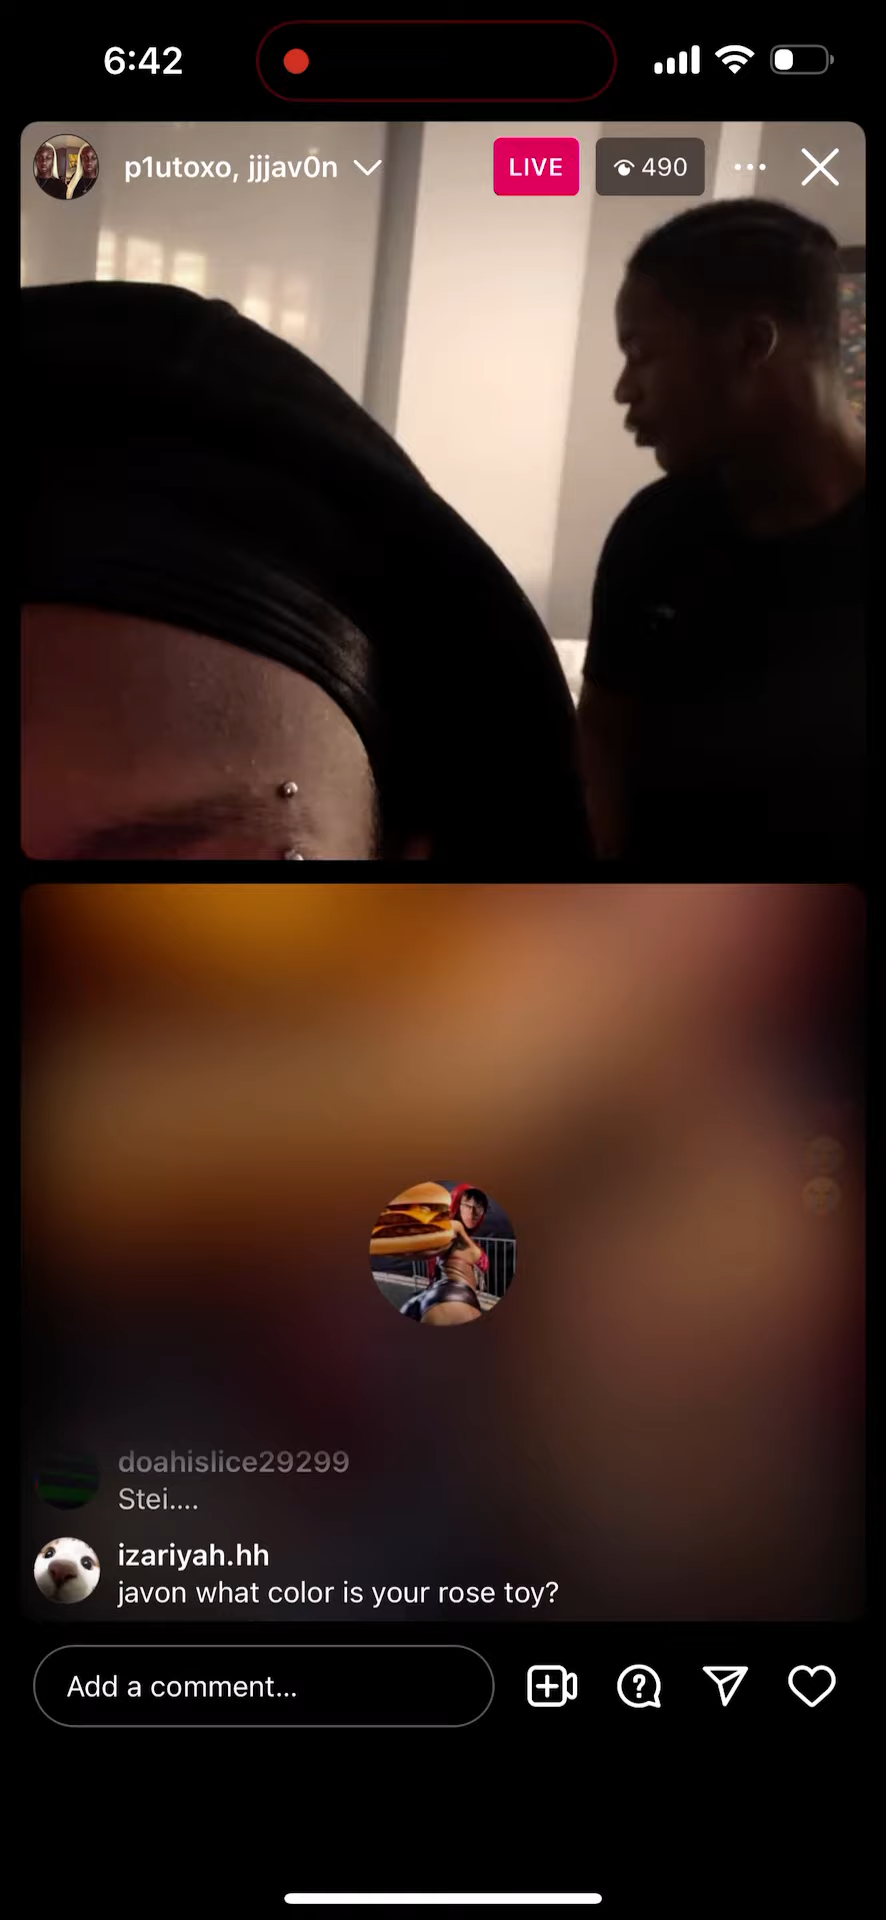 6:42
p1utoxo, jjjav0n
LIVE
490
doahislice29299
Stei....
izariyah.hh
javon what color is your rose toy?
Add a comment...